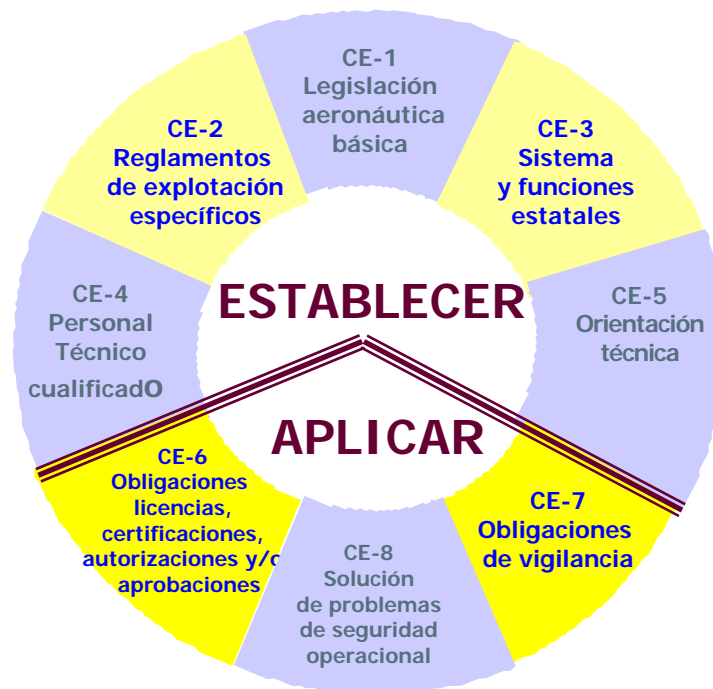 CE-1
Legislación
aeronáutica
básica
CE-2
Reglamentos
de explotación
específicos
CE-3
Sistema
y funciones
estatales
CE-4
Personal
Técnico
cualificadO
ESTABLECER
CE-5
Orientación
técnica
APLICAR
CE-6
Obligaciones
licencias,
certificaciones,
autorizaciones y/o
aprobaciones
CE-8
Solución
de problemas
de seguridad
operacional
CE-7
Obligaciones
de vigilancia